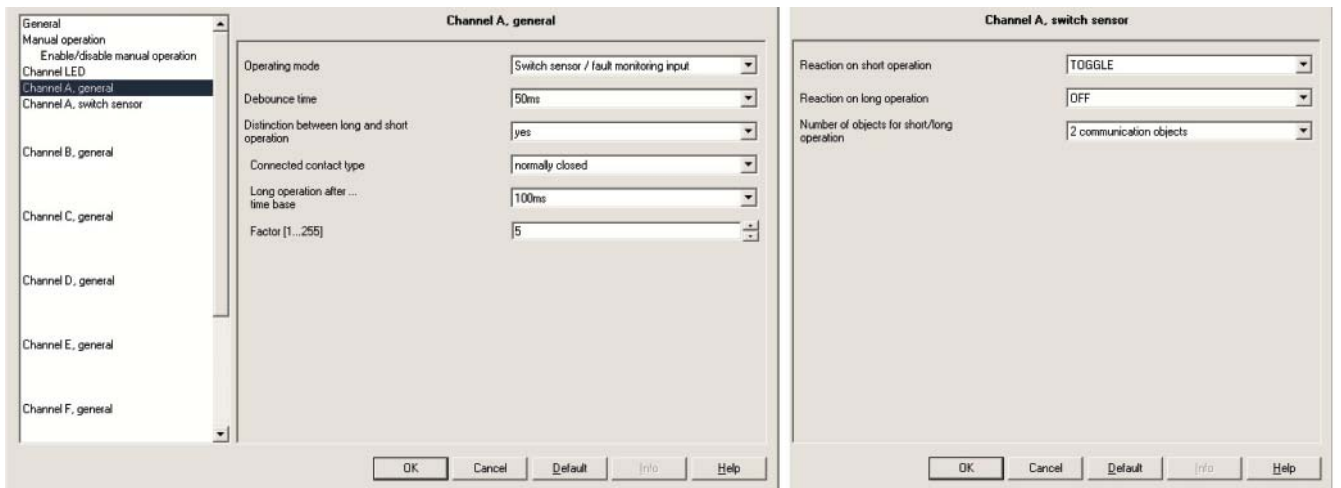 General
Manual operation
Enable/disable manual operation
Channel LED
Channel A, general
Channel A, switch sensor
Channel B, general
Channel C, general
Channel D, general
Channel E, general
Channel F, general
Channel A, general
Operating mode
Switch sensor / fault monitoring input
Debounce time
50ms
Distinction between long and short
operation
yes
Connected contact type
normally closed
Long operation after ...
time base
100ms
Factor [1...255]
5
OK
Cancel
Default
Info
Help
Channel A, switch sensor
Reaction on short operation
TOGGLE
Reaction on long operation
OFF
Number of objects for short/long
operation
2 communication objects
OK
Cancel
Default
Info
Help